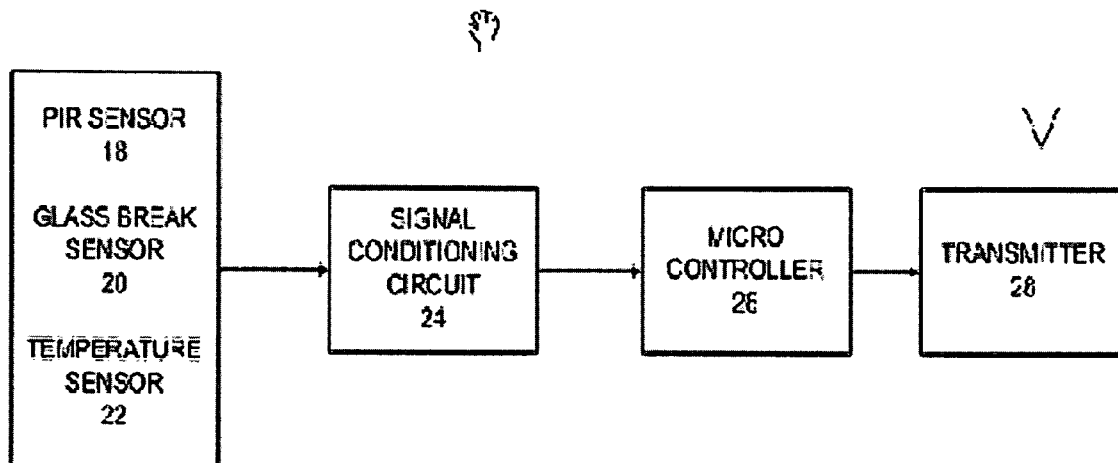 PIR SENSOR
18
GLASS BREAK
SENSOR
20
TEMPERATURE
SENSOR
22
SIGNAL
CONDITIONING
CIRCUIT
24
MICRO
CONTROLLER
26
TRANSMITTER
28